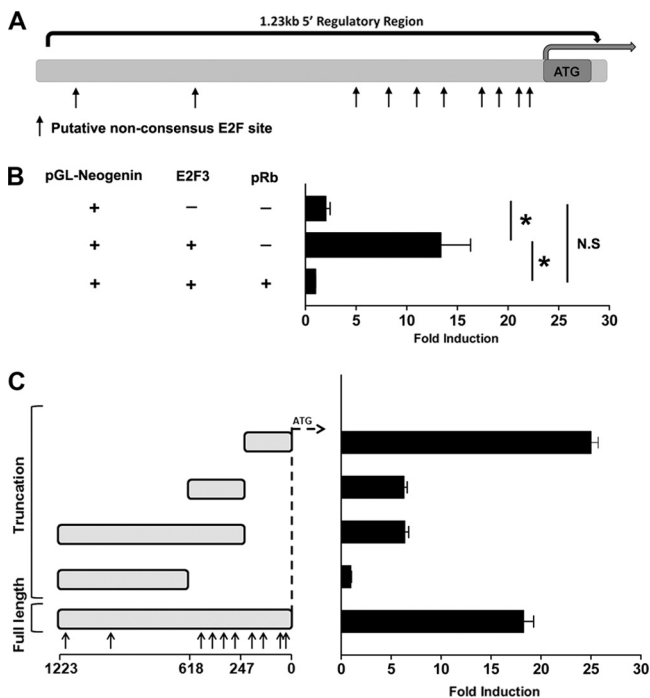 A
1.23kb 5’ Regulatory Region
ATG
Putative non-consensus E2F site
B
pGL-Neogenin E2F3 pRb
+ – –
+ + –
+ + +
*
*
N.S
0 5 10 15 20 25 30
Fold Induction
C
Truncation
Full length
ATG
1223 618 247 0
0 5 10 15 20 25 30
Fold Induction